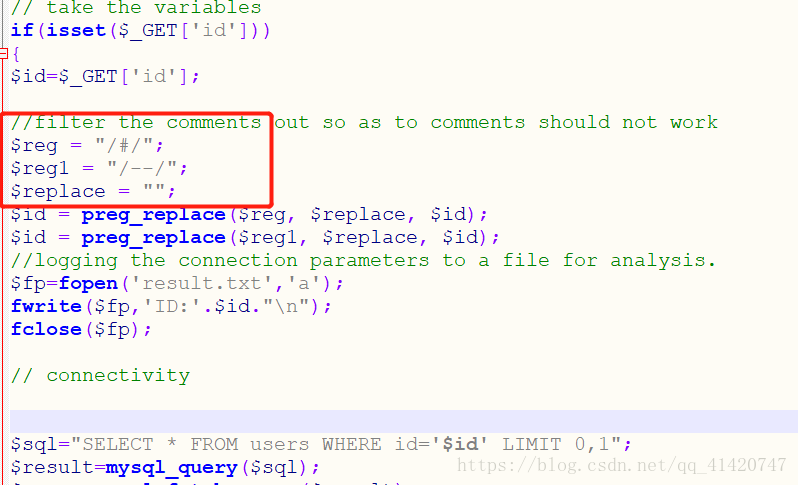 // take the variables
if(isset($_GET['id']))
{
$id=$_GET['id'];
//filter the comments out so as to comments should not work
$reg = "/#/";
$reg1 = "/--/";
$replace = "";
$id = preg_replace($reg, $replace, $id);
$id = preg_replace($reg1, $replace, $id);
//logging the connection parameters to a file for analysis.
$fp=fopen('result.txt','a');
fwrite($fp,'ID:'.$id."\n");
fclose($fp);
// connectivity
$sql="SELECT * FROM users WHERE id='$id' LIMIT 0,1";
$result=mysql_query($sql);
https://blog.csdn.net/qq_41420747